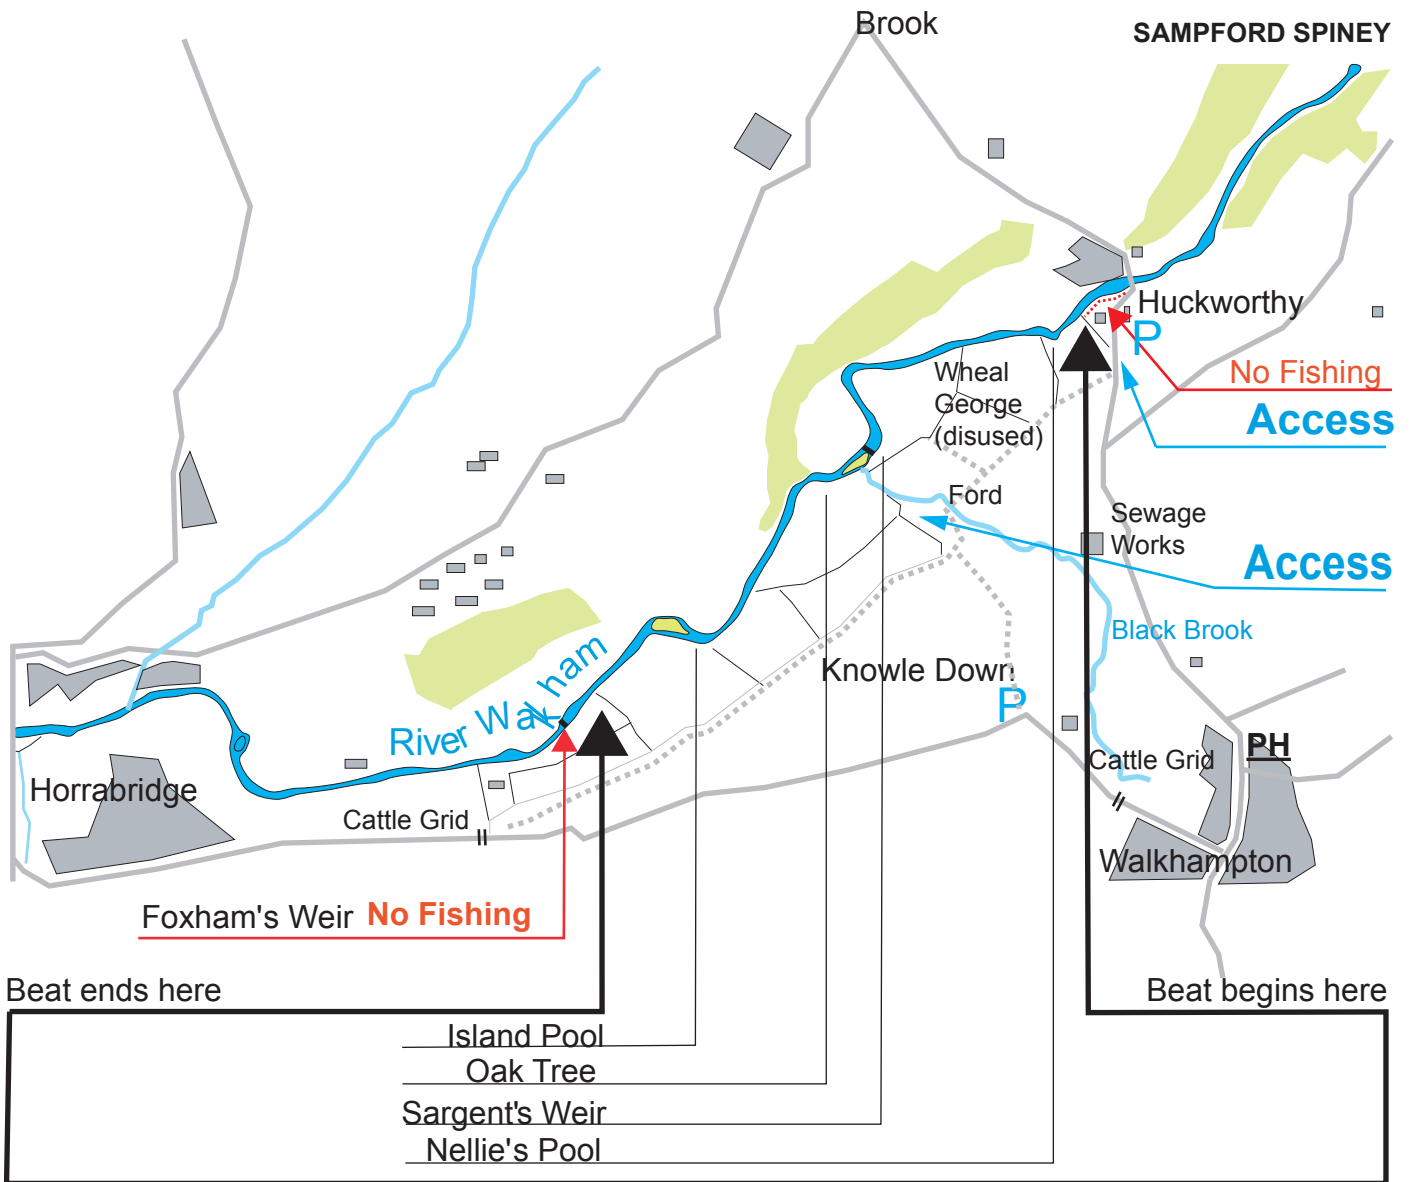 Brook
SAMPFORD SPINEY
Huckworthy
P
No Fishing
Access
Wheal
George
(disused)
Ford
Sewage
Works
Access
Black Brook
Knowle Down
P
River Walkham
Cattle Grid
PH
Horrabridge
Cattle Grid
Walkhampton
Foxham's Weir No Fishing
Beat ends here
Beat begins here
Island Pool
Oak Tree
Sargent's Weir
Nellie's Pool